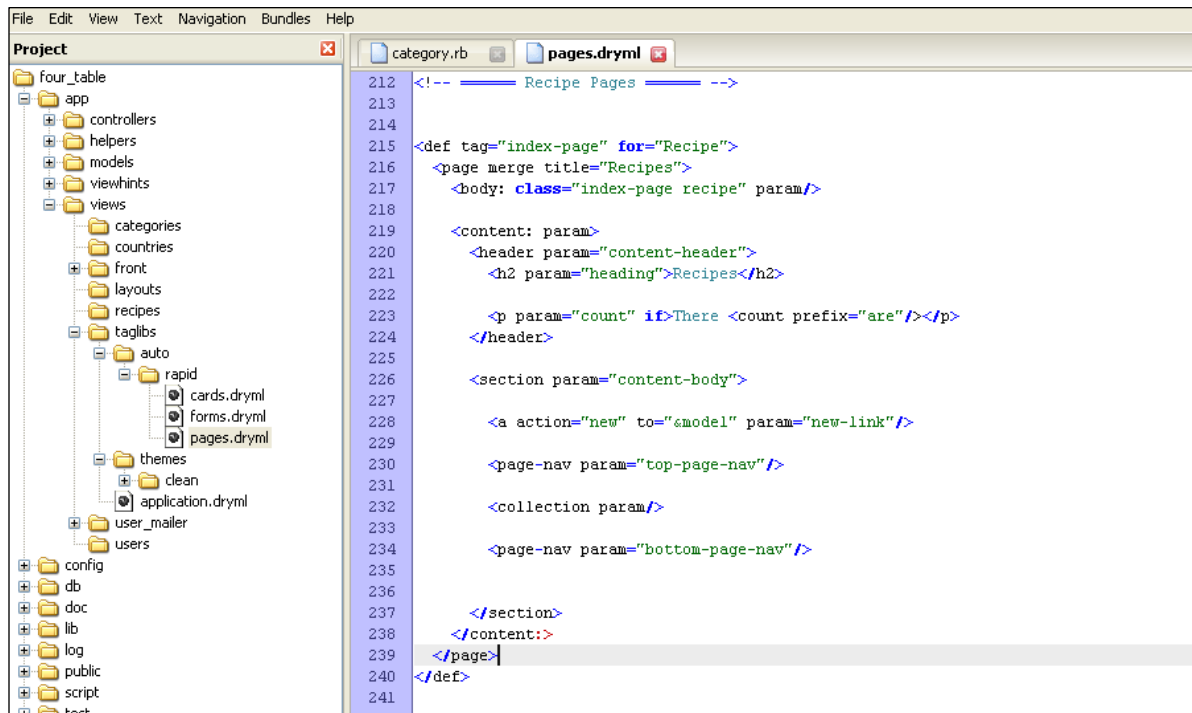 File Edit View Text Navigation Bundles Help
Project
four_table
app
controllers
helpers
models
viewhints
views
categories
countries
front
layouts
recipes
taglibs
auto
rapid
cards.dryml
forms.dryml
pages.dryml
themes
clean
application.dryml
user_mailer
users
config
db
doc
lib
log
public
script
test
category.rb pages.dryml
212 <!-- ====== Recipe Pages ====== -->
213
214
215 <def tag="index-page" for="Recipe">
216 <page merge title="Recipes">
217 <body: class="index-page recipe" param/>
218
219 <content: param>
220 <header param="content-header">
221 <h2 param="heading">Recipes</h2>
222
223 <p param="count" if>There <count prefix="are"/></p>
224 </header>
225
226 <section param="content-body">
227
228 <a action="new" to="&model" param="new-link"/>
229
230 <page-nav param="top-page-nav"/>
231
232 <collection param/>
233
234 <page-nav param="bottom-page-nav"/>
235
236
237 </section>
238 </content:>
239 </page>
240 </def>
241